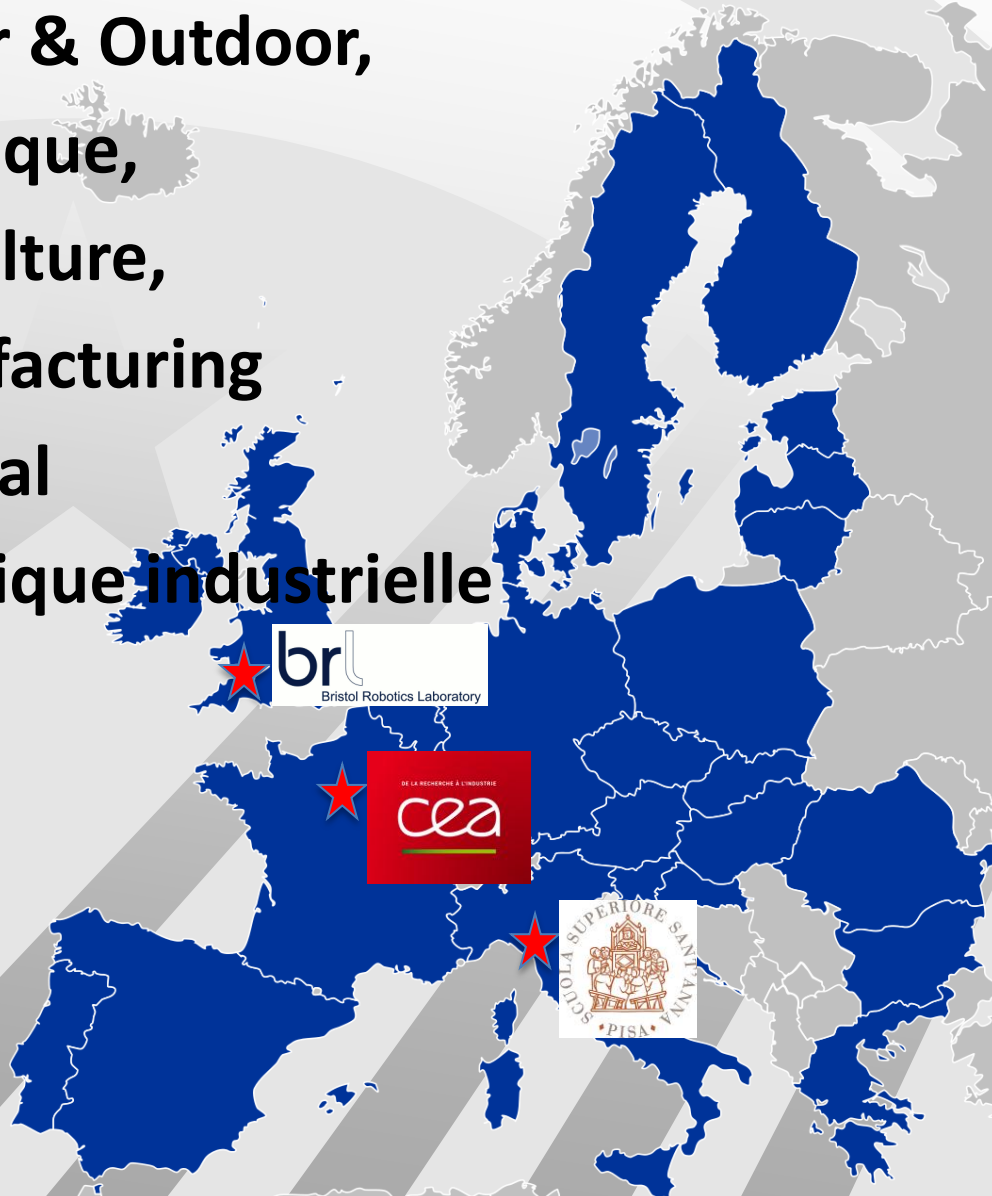 r & Outdoor,
ique,
lture,
facturing
al
ique industrielle
brl
Bristol Robotics Laboratory
DE LA RECHERCHE À L'INDUSTRIE
cea
SCUOLA SUPERIORE SANT'ANNA
• PISA •